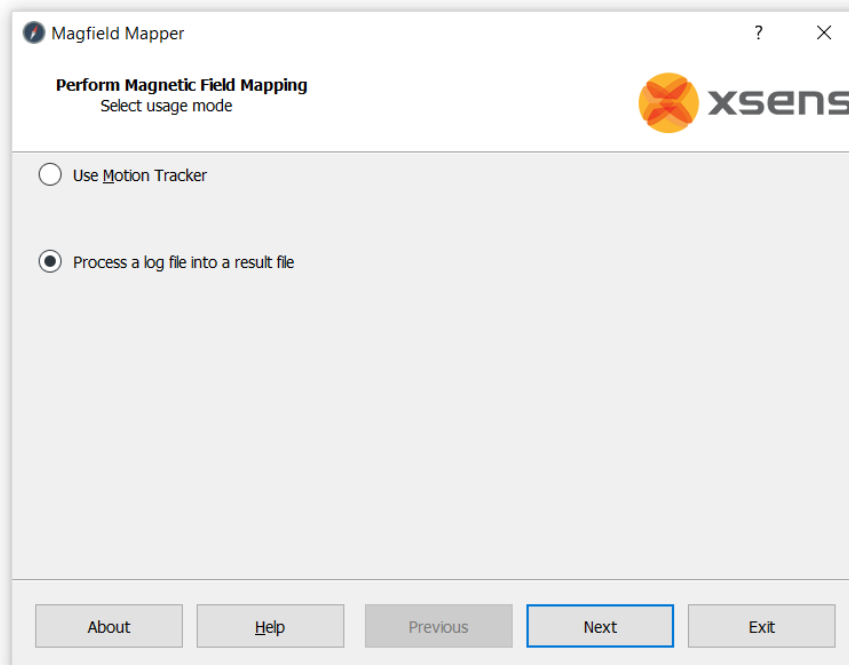 Magfield Mapper ?
Perform Magnetic Field Mapping
Select usage mode
xsens
Use Motion Tracker
Process a log file into a result file
About Help Previous Next Exit